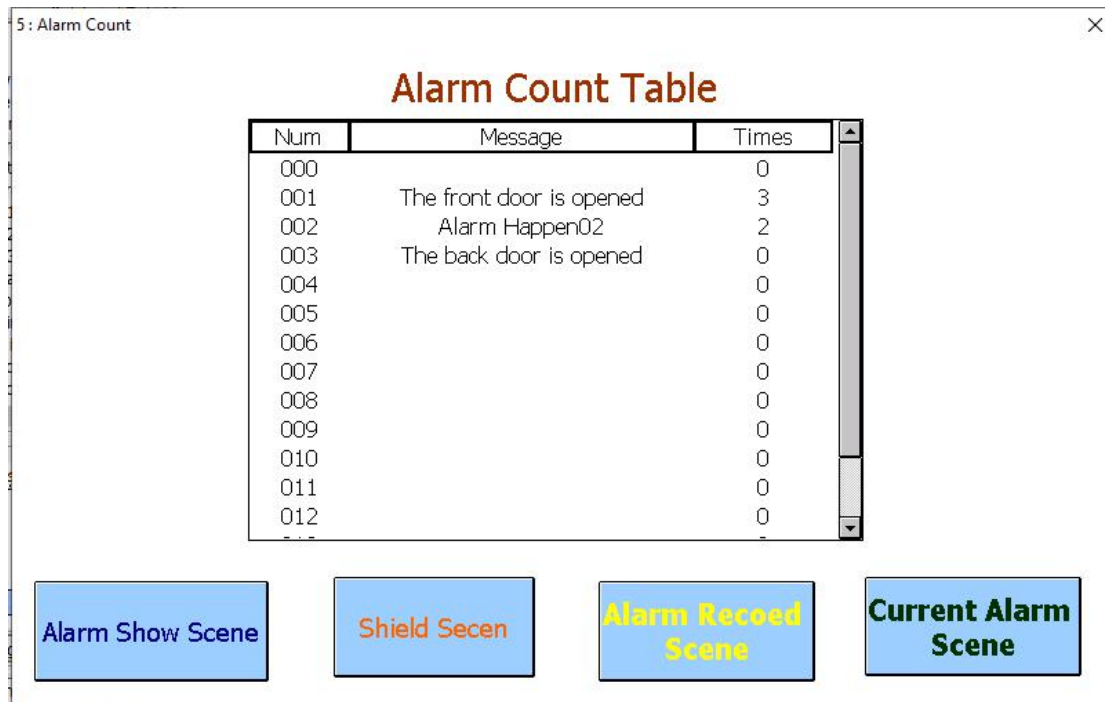 5 : Alarm Count
Alarm Count Table
Num Message Times
000 0
001 The front door is opened 3
002 Alarm Happen02 2
003 The back door is opened 0
004 0
005 0
006 0
007 0
008 0
009 0
010 0
011 0
012 0
Alarm Show Scene
Shield Secen
Alarm Recoed
Scene
Current Alarm
Scene